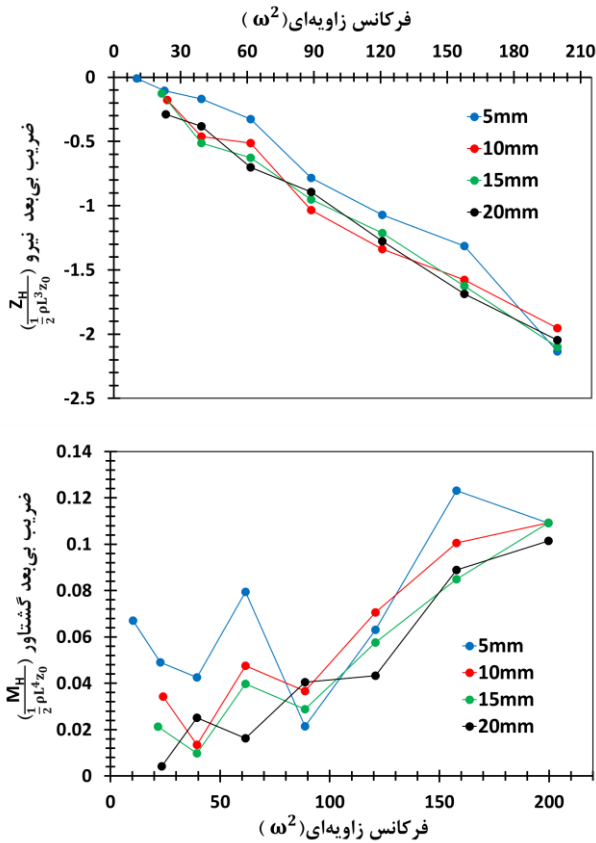 فرکانس زاویه‌ای(ω²)
0 30 60 90 120 150 180 210
0
-0.5
-1
-1.5
-2
-2.5
ضریب بی‌بعد نیرو (Z_H / ½ρL³z₀)
5mm
10mm
15mm
20mm
0.14
0.12
0.1
0.08
0.06
0.04
0.02
0
ضریب بی‌بعد گشتاور (M_H / ½ρL⁴z₀)
5mm
10mm
15mm
20mm
0 50 100 150 200
فرکانس زاویه‌ای(ω²)